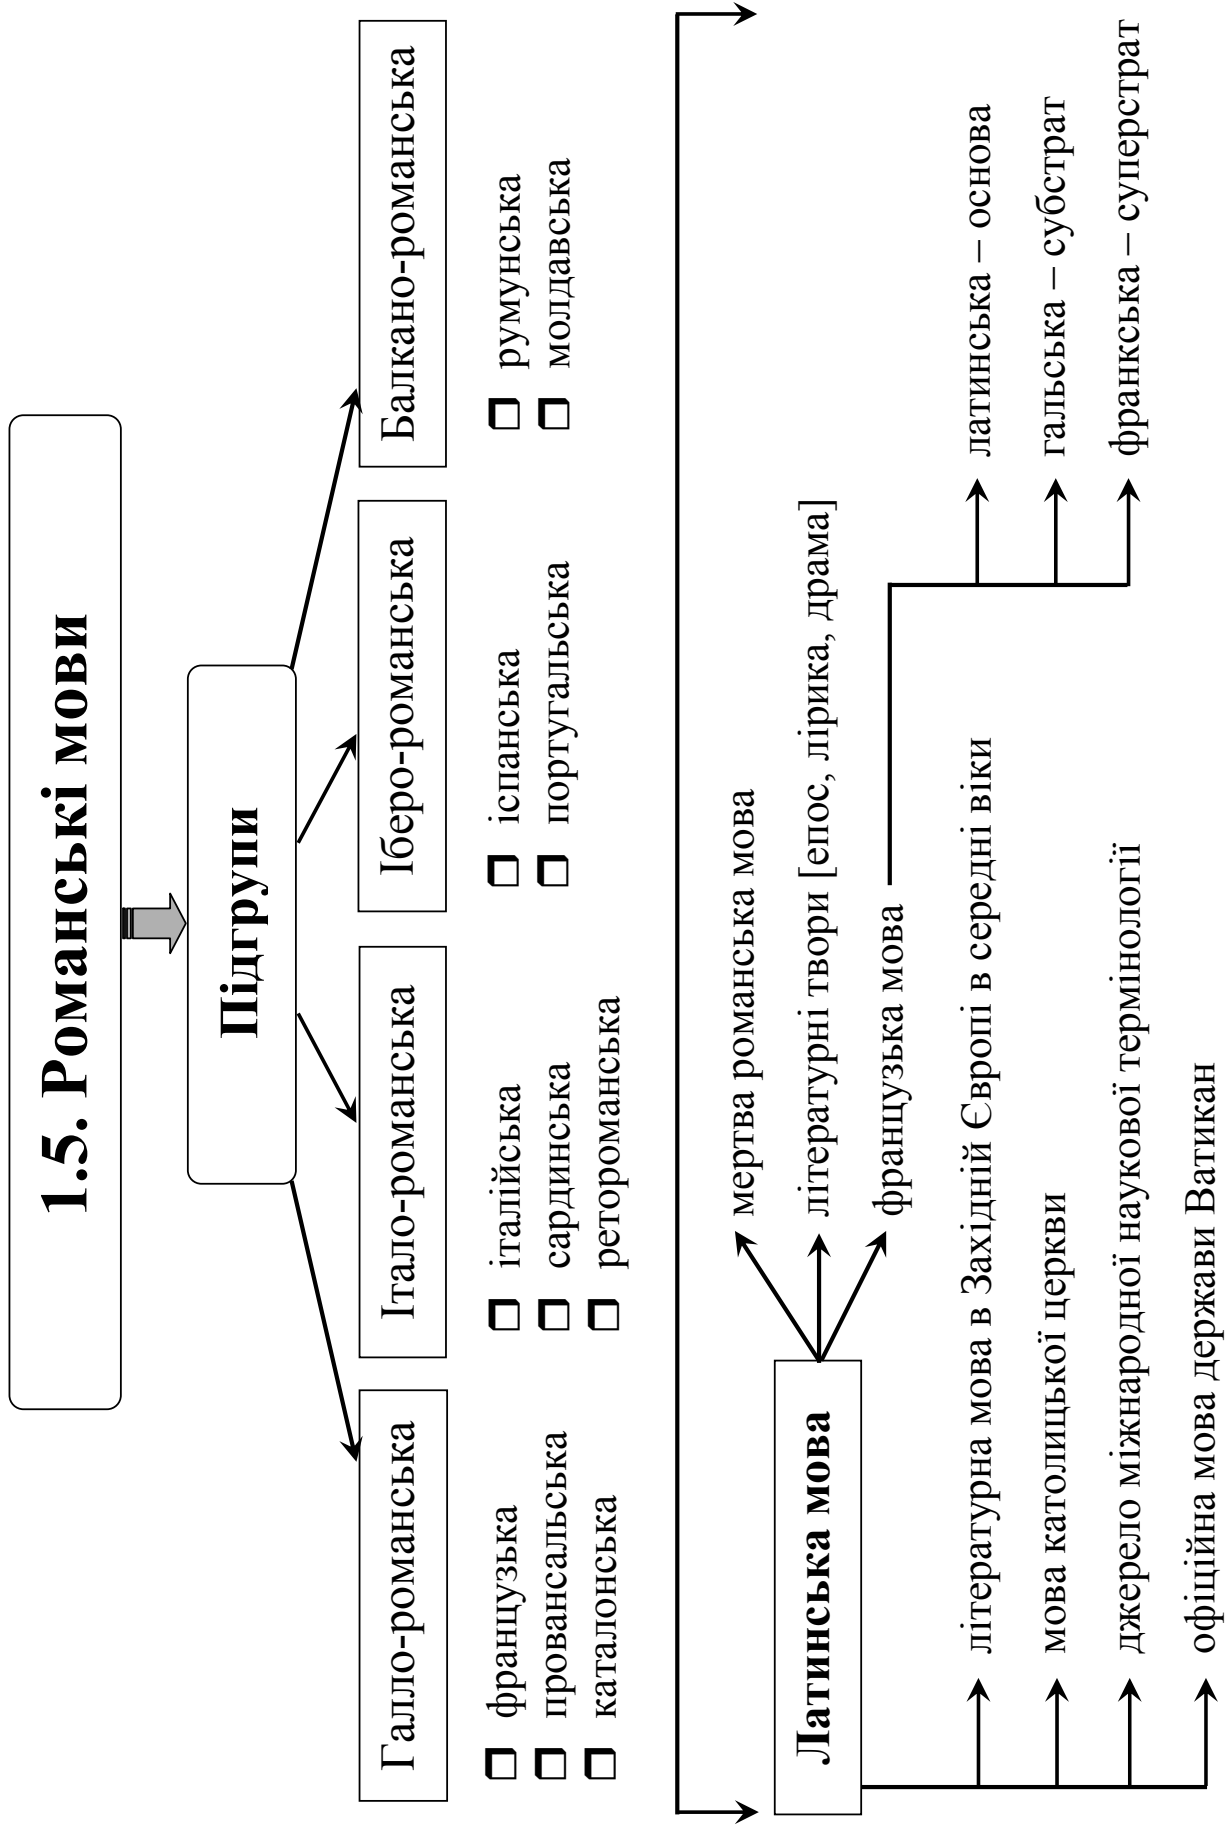 1.5. Романські мови
Підгрупи
Галло-романська
Італо-романська
Іберо-романська
Балкано-романська
французька
провансальська
каталонська
італійська
сардинська
реторманська
іспанська
португальська
румунська
молдавська
Латинська мова
мертва романська мова
літературні твори [епос, лірика, драма]
французька мова
літературна мова в Західній Європі в середні віки
мова католицької церкви
джерело міжнародної наукової термінології
офіційна мова держави Ватикан
латинська – основа
гальська – субстрат
франкська – суперстрат